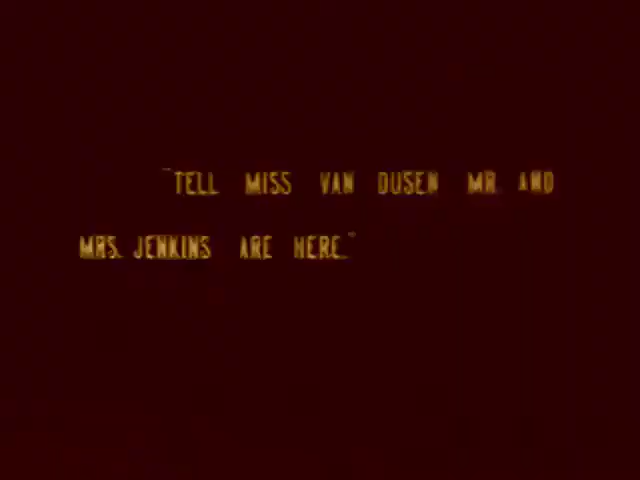 "TELL MISS VAN DUSEN MR. AND
MRS. JENKINS ARE HERE."